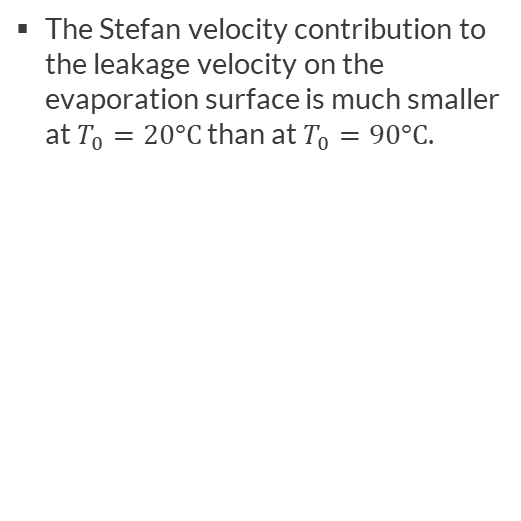 ▪ The Stefan velocity contribution to
the leakage velocity on the
evaporation surface is much smaller
at T₀ = 20°C than at T₀ = 90°C.